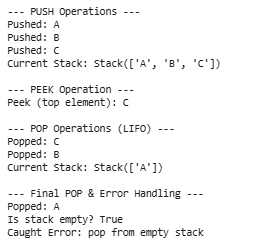 --- PUSH Operations ---
Pushed: A
Pushed: B
Pushed: C
Current Stack: Stack(['A', 'B', 'C'])
--- PEEK Operation ---
Peek (top element): C
--- POP Operations (LIFO) ---
Popped: C
Popped: B
Current Stack: Stack(['A'])
--- Final POP & Error Handling ---
Popped: A
Is stack empty? True
Caught Error: pop from empty stack